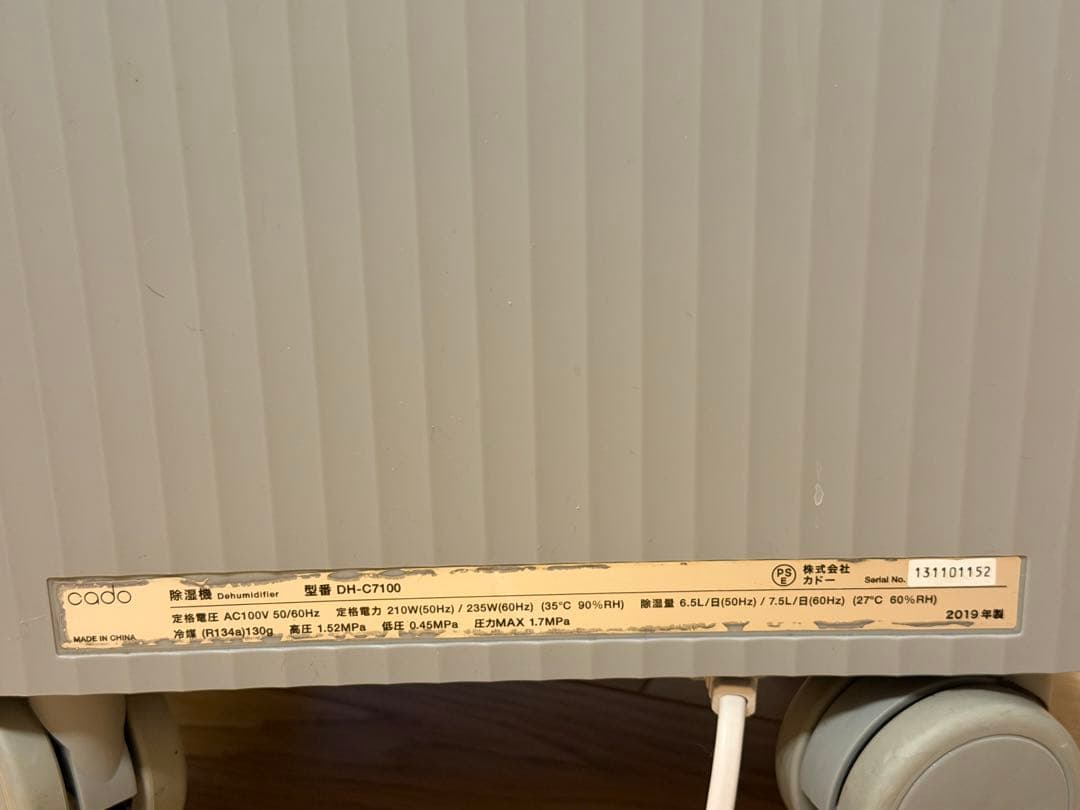 cado
除湿機 Dehumidifier 型番 DH-C7100
PS
E
株式会社
カドー
Serial No. 131101152
定格電圧 AC100V 50/60Hz 定格電力 210W(50Hz) / 235W(60Hz) (35℃ 90%RH) 除湿量 6.5L/日(50Hz) / 7.5L/日(60Hz) (27℃ 60%RH)
冷媒 (R134a)130g 高圧 1.52MPa 低圧 0.45MPa 圧力MAX 1.7MPa
2019年製
MADE IN CHINA